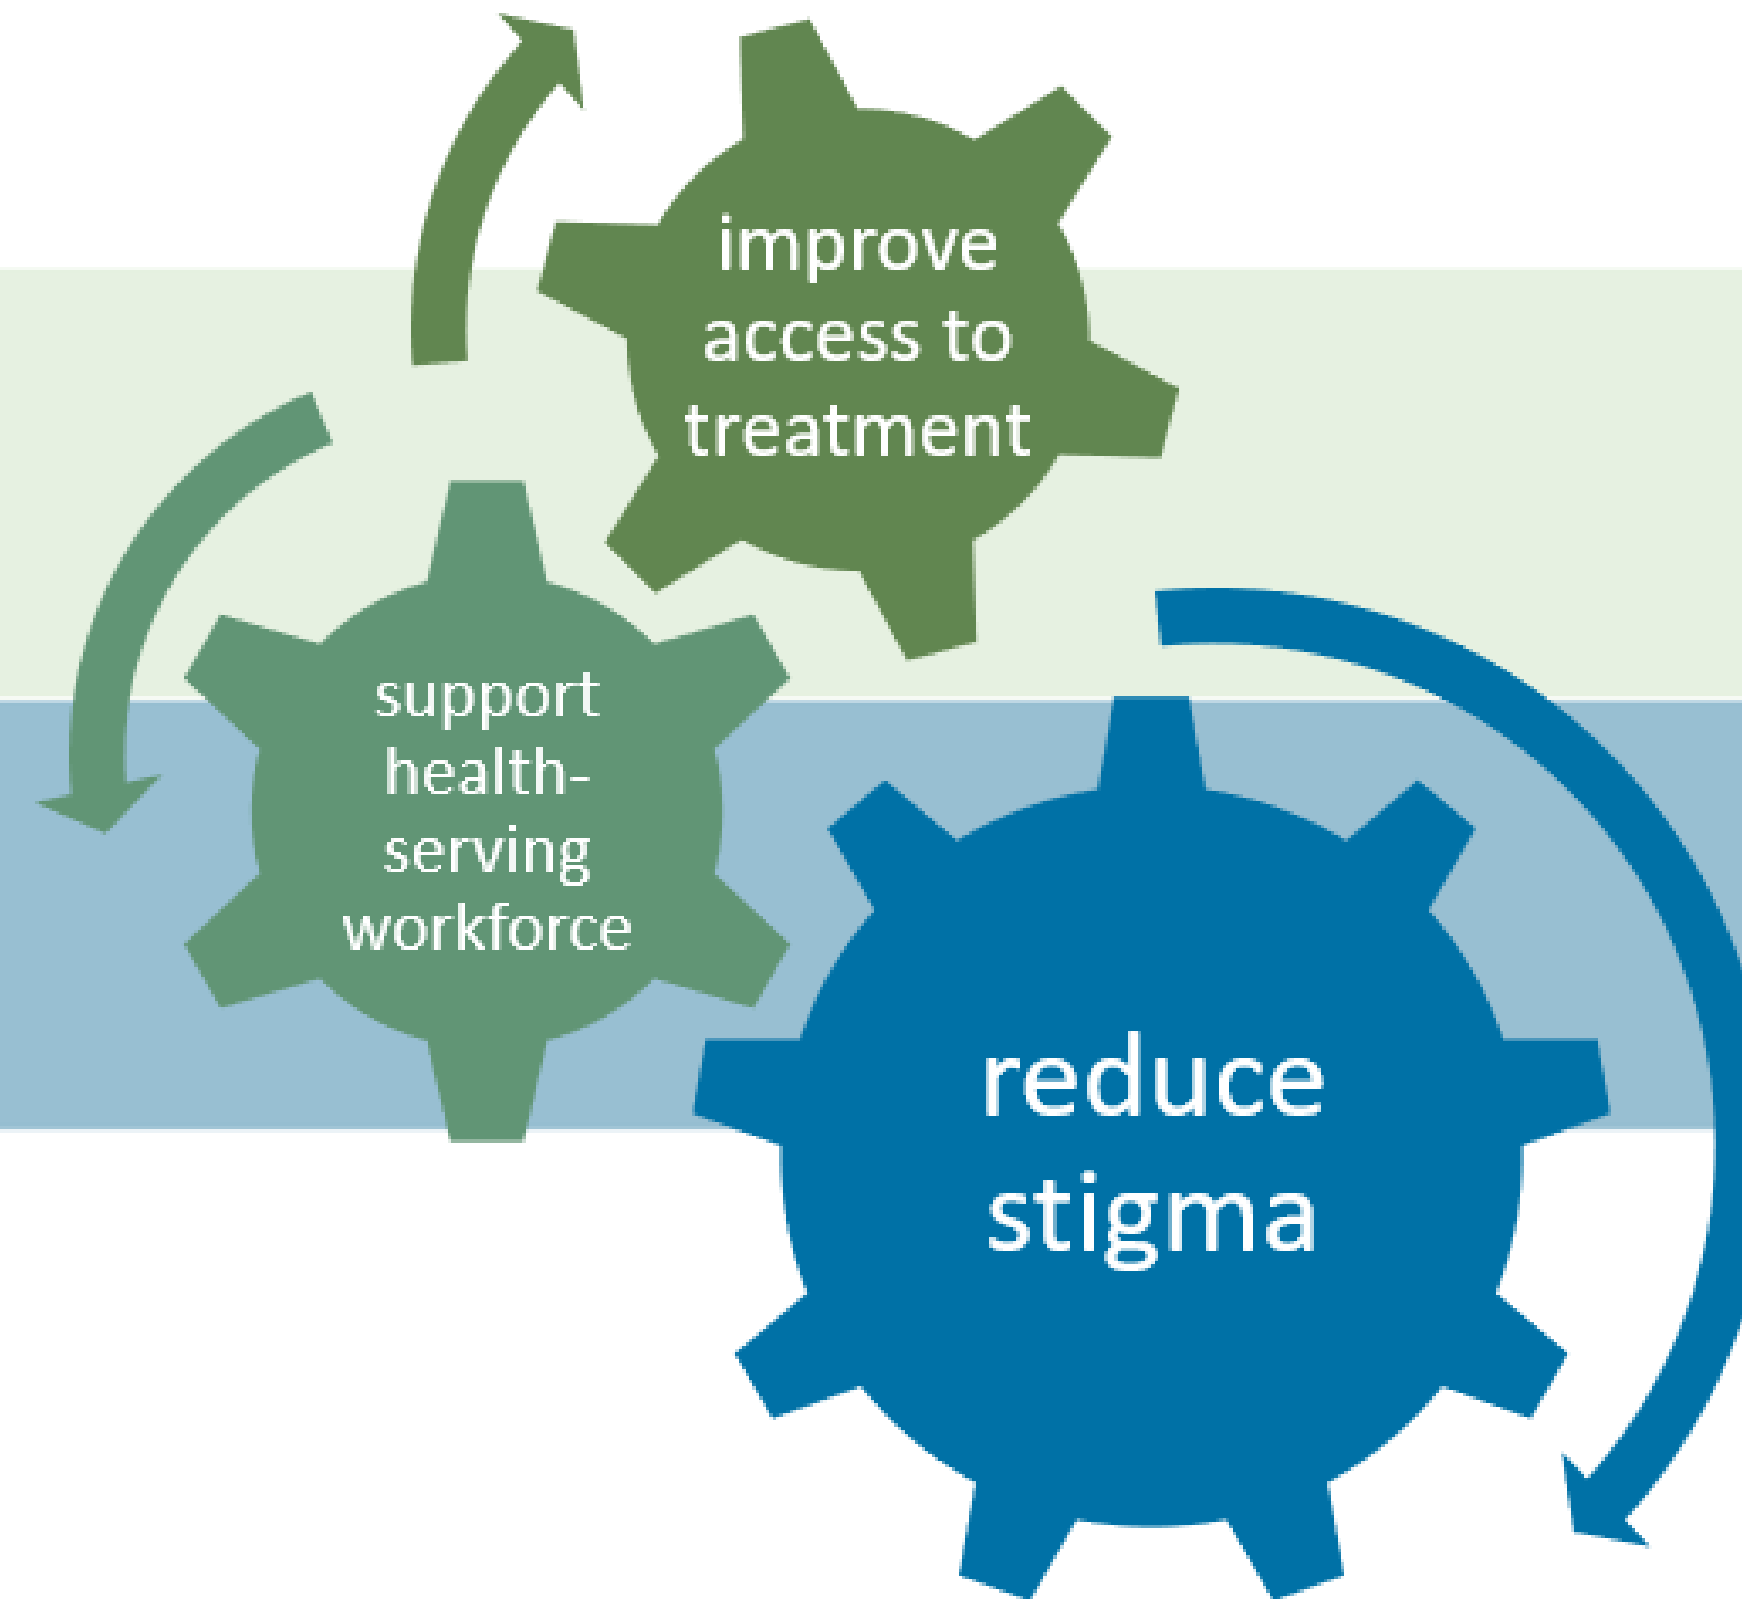 improve
access to
treatment
support
health-
serving
workforce
reduce
stigma